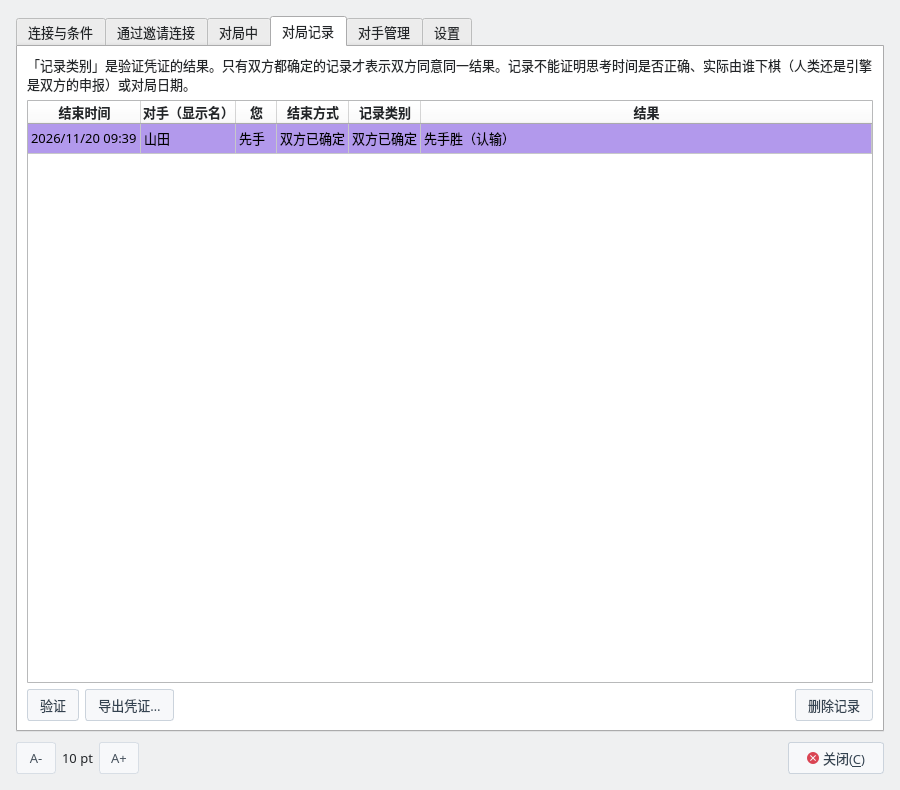 连接与条件 通过邀请连接 对局中 对局记录 对手管理 设置
「记录类别」是验证凭证的结果。只有双方都确定的记录才表示双方同意同一结果。记录不能证明思考时间是否正确、实际由谁下棋（人类还是引擎
是双方的申报）或对局日期。
结束时间 对手（显示名） 您 结束方式 记录类别 结果
2026/11/20 09:39 山田 先手 双方已确定 双方已确定 先手胜（认输）
验证 导出凭证... 删除记录
A- 10 pt A+ 关闭(C)